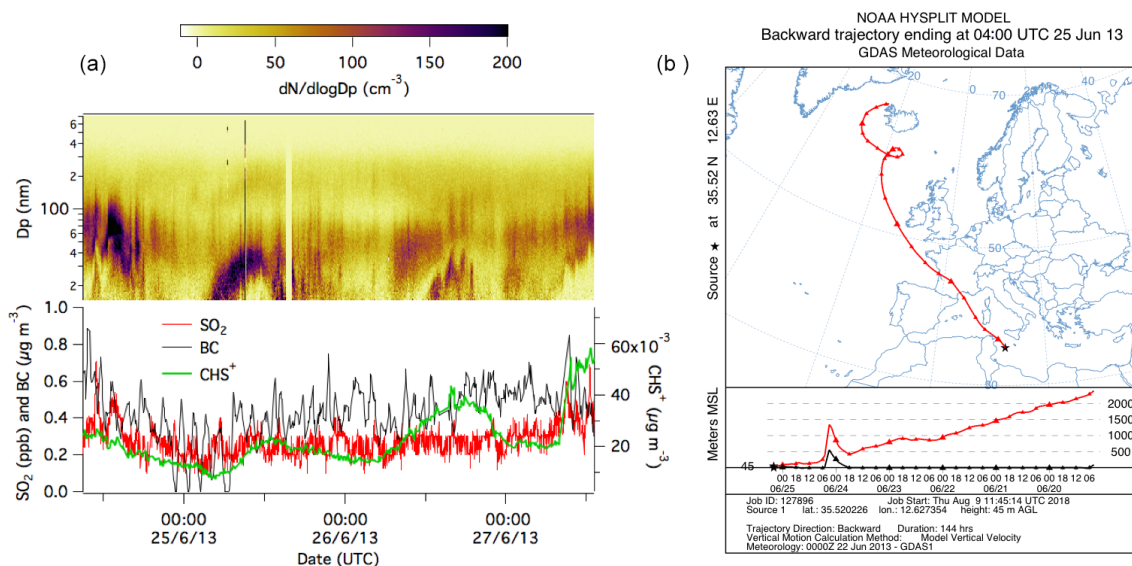 (a)
0 50 100 150 200
dN/dlogDp (cm⁻³)
Dp (nm)
6
4
2
100
6
4
2
SO₂ (ppb) and BC (µg m⁻³)
1.0
0.8
0.6
0.4
0.2
0.0
SO₂
BC
CHS⁺
60x10⁻³
40
20
0
CHS⁺ (µg m⁻³)
00:00 00:00 00:00
25/6/13 26/6/13 27/6/13
Date (UTC)
(b )
NOAA HYSPLIT MODEL
Backward trajectory ending at 04:00 UTC 25 Jun 13
GDAS Meteorological Data
Source ★ at 35.52 N 12.63 E
70
40
20
50
Meters MSL
2000
1500
1000
500
45
00 18 12 06 00 18 12 06 00 18 12 06 00 18 12 06 00 18 12 06 00 18 12 06
06/25 06/24 06/23 06/22 06/21 06/20
Job ID: 127896 Job Start: Thu Aug 9 11:45:14 UTC 2018
Source 1 lat.: 35.520226 lon.: 12.627354 height: 45 m AGL
Trajectory Direction: Backward Duration: 144 hrs
Vertical Motion Calculation Method: Model Vertical Velocity
Meteorology: 0000Z 22 Jun 2013 - GDAS1